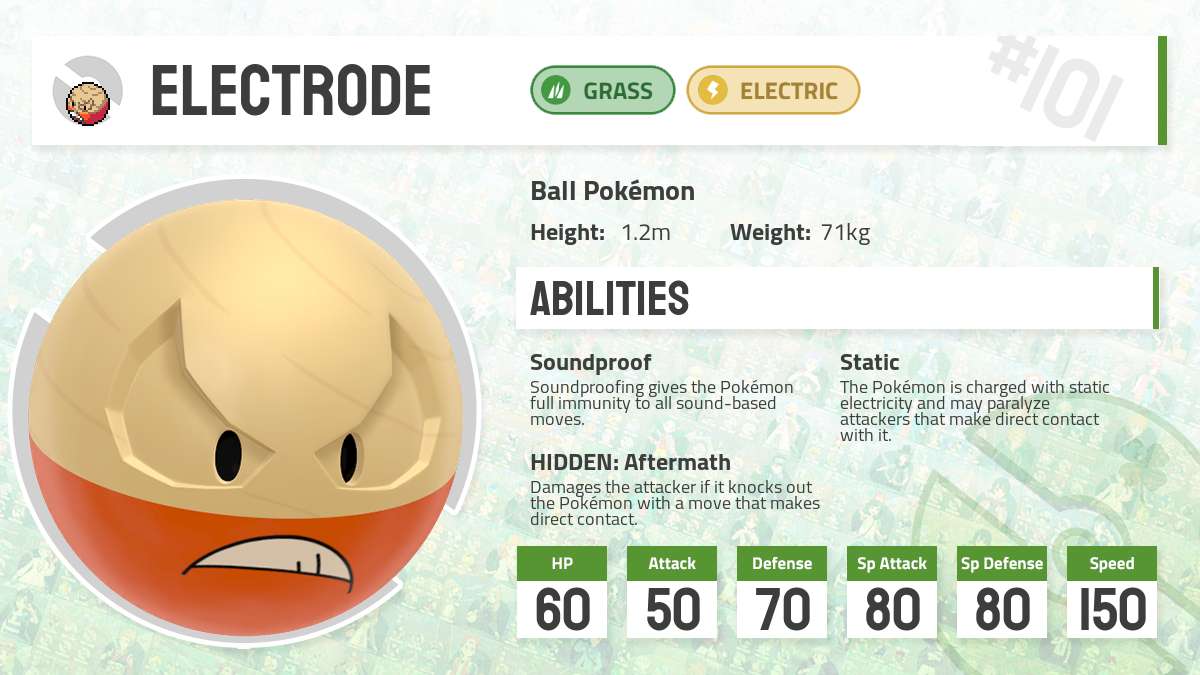 ELECTRODE
GRASS
ELECTRIC
#101
Ball Pokémon
Height: 1.2m
Weight: 71kg
ABILITIES
Soundproof
Soundproofing gives the Pokémon
full immunity to all sound-based
moves.
Static
The Pokémon is charged with static
electricity and may paralyze
attackers that make direct contact
with it.
HIDDEN: Aftermath
Damages the attacker if it knocks out
the Pokémon with a move that makes
direct contact.
HP
Attack
Defense
Sp Attack
Sp Defense
Speed
60
50
70
80
80
150